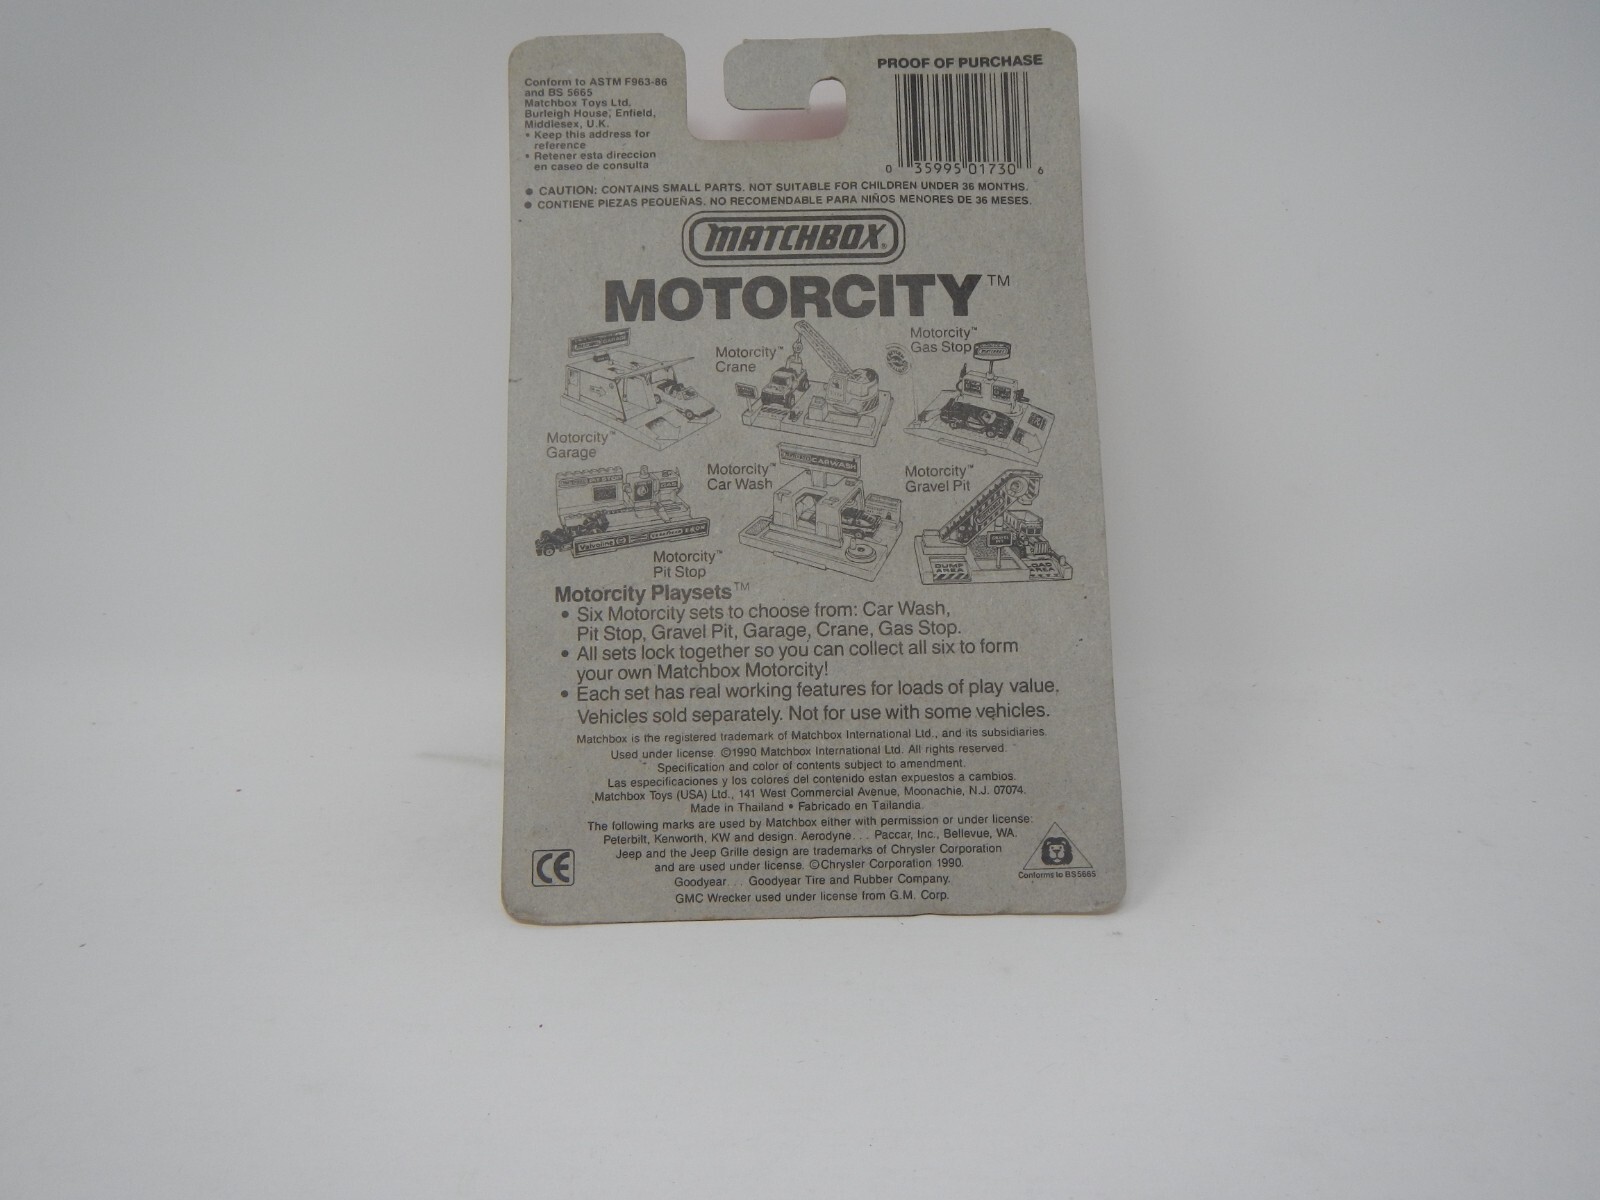 Conform to ASTM F963-86
and BS 5665
Matchbox Toys Ltd.
Burleigh House, Enfield,
Middlesex, U.K.
• Keep this address for
reference
• Retener esta direccion
en caseo de consulta
PROOF OF PURCHASE
0 35995 01730 6
• CAUTION: CONTAINS SMALL PARTS. NOT SUITABLE FOR CHILDREN UNDER 36 MONTHS.
• CONTIENE PIEZAS PEQUEÑAS. NO RECOMENDABLE PARA NIÑOS MENORES DE 36 MESES.
MATCHBOX®
MOTORCITY™
Motorcity™
Garage
Motorcity™
Crane
Motorcity™
Gas Stop
Valvoline
Motorcity™
Pit Stop
Motorcity™
Car Wash
CAR WASH
Motorcity™
Gravel Pit
DUMP
AREA
LOAD
AREA
Motorcity Playsets™
• Six Motorcity sets to choose from: Car Wash,
Pit Stop, Gravel Pit, Garage, Crane, Gas Stop.
• All sets lock together so you can collect all six to form
your own Matchbox Motorcity!
• Each set has real working features for loads of play value.
Vehicles sold separately. Not for use with some vehicles.
Matchbox is the registered trademark of Matchbox International Ltd., and its subsidiaries.
Used under license. ©1990 Matchbox International Ltd. All rights reserved.
Specification and color of contents subject to amendment.
Las especificaciones y los colores del contenido estan expuestos a cambios.
Matchbox Toys (USA) Ltd., 141 West Commercial Avenue, Moonachie, N.J. 07074.
Made in Thailand • Fabricado en Tailandia.
The following marks are used by Matchbox either with permission or under license:
Peterbilt, Kenworth, KW and design. Aerodyne... Paccar, Inc., Bellevue, WA.
Jeep and the Jeep Grille design are trademarks of Chrysler Corporation
and are used under license. ©Chrysler Corporation 1990.
Goodyear... Goodyear Tire and Rubber Company.
GMC Wrecker used under license from G.M. Corp.
CE
Conforms to BS5665